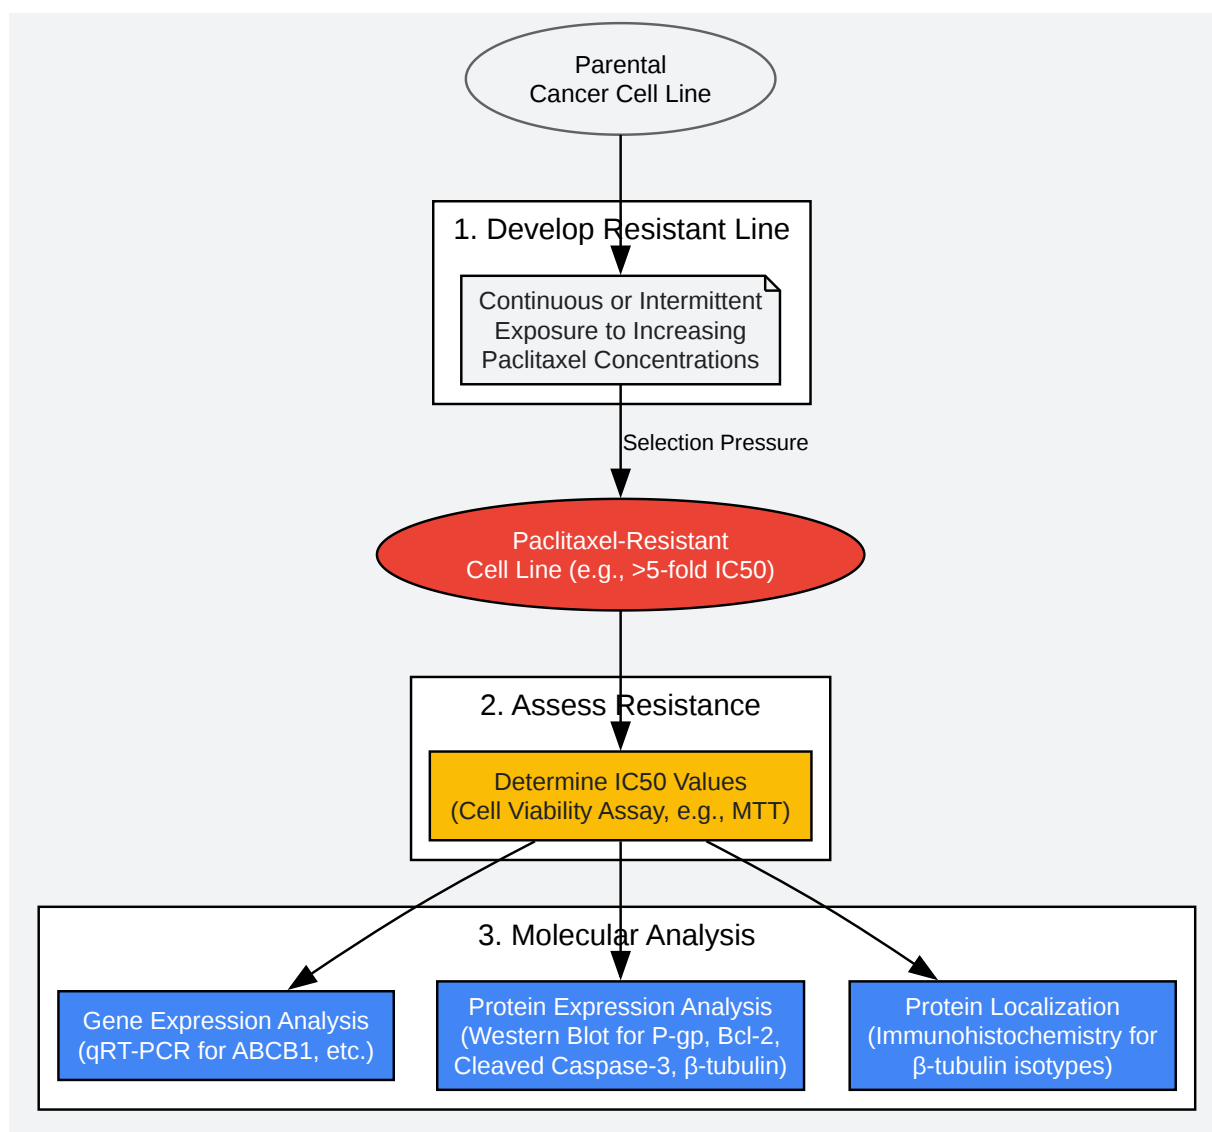 Parental
Cancer Cell Line
1. Develop Resistant Line
Continuous or Intermittent
Exposure to Increasing
Paclitaxel Concentrations
Selection Pressure
Paclitaxel-Resistant
Cell Line (e.g., >5-fold IC50)
2. Assess Resistance
Determine IC50 Values
(Cell Viability Assay, e.g., MTT)
3. Molecular Analysis
Gene Expression Analysis
(qRT-PCR for ABCB1, etc.)
Protein Expression Analysis
(Western Blot for P-gp, Bcl-2,
Cleaved Caspase-3, β-tubulin)
Protein Localization
(Immunohistochemistry for
β-tubulin isotypes)